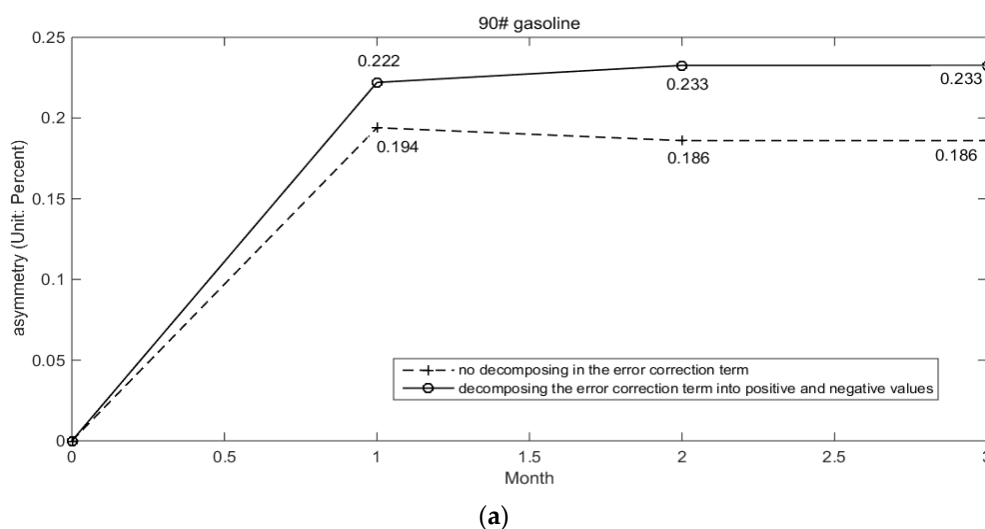 90# gasoline
0.25
0.2
0.15
0.1
0.05
0
asymmetry (Unit: Percent)
0.222
0.233
0.233
0.194
0.186
0.186
no decomposing in the error correction term
decomposing the error correction term into positive and negative values
0 0.5 1 1.5 2 2.5 3
Month
(a)